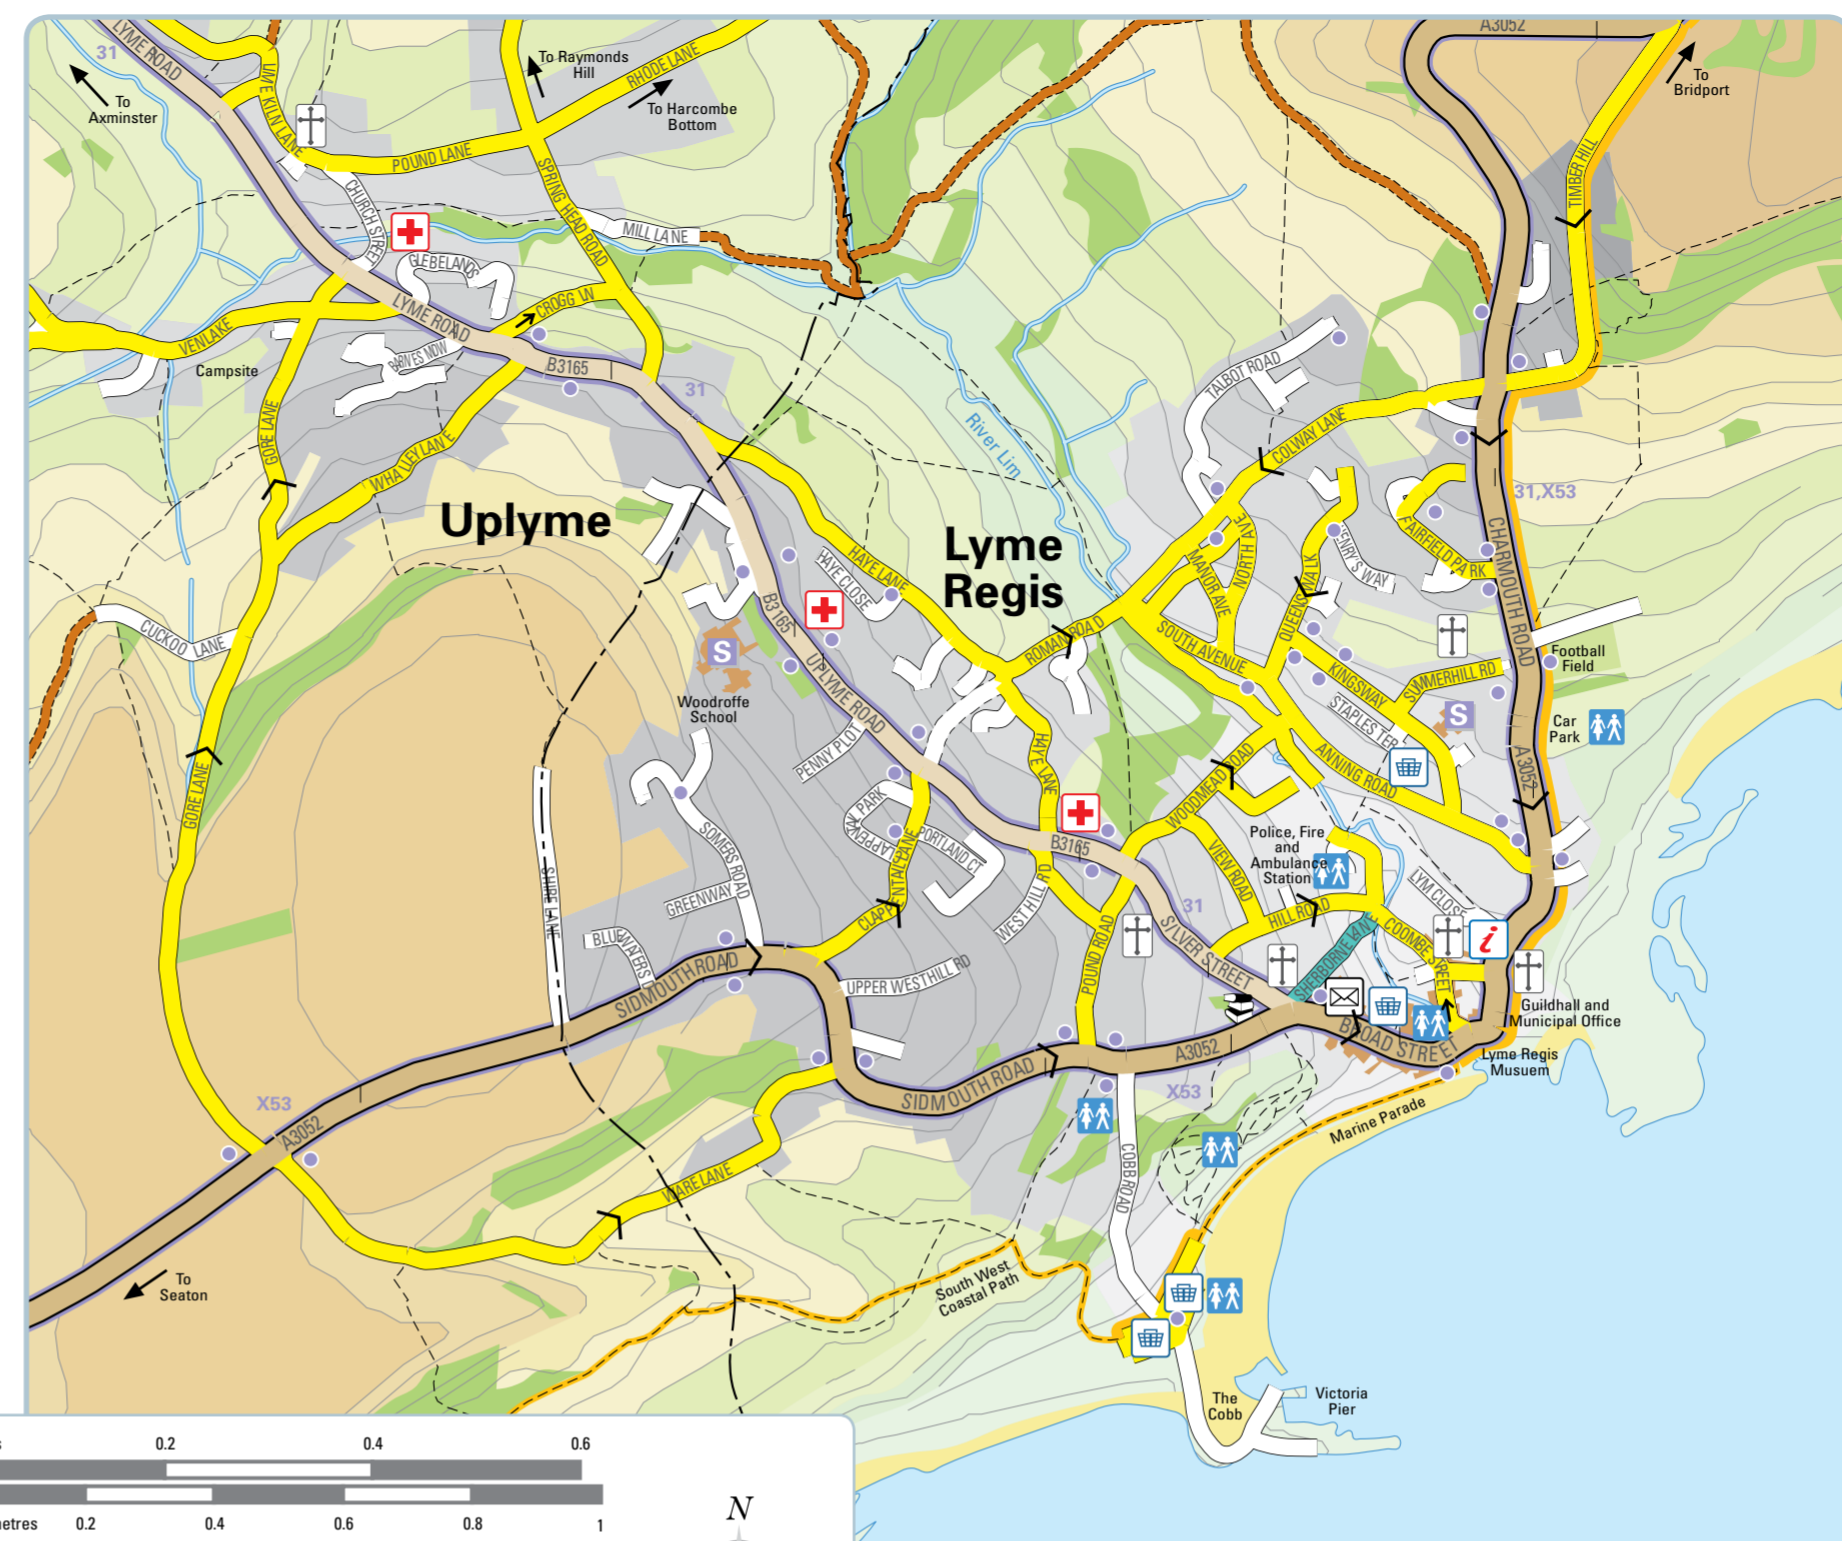 LYME ROAD
31
To
Axminster
LIME KILN LANE
To Raymonds
Hill
RHODE LANE
To Harcombe
Bottom
A3052
To
Bridport
POUND LANE
CHURCH STREET
SPRING HEAD ROAD
MILL LANE
TIMBER HILL
GLEBELANDS
CROGG LN
LYME ROAD
VENLAKE
BARNES MDW
B3165
Campsite
31
TALBOT ROAD
GORE LANE
WHALLEY LANE
COLWAY LANE
River Lim
31,X53
Uplyme
Lyme
Regis
HAYE LANE
HAYE CLOSE
MANOR AVE
NORTH AVE
HENRY'S WAY
FAIRFIELD PARK
CHARMOUTH ROAD
QUEENS WALK
CUCKOO LANE
B3165
S
Woodroffe
School
UPLYME ROAD
ROMAN ROAD
SOUTH AVENUE
KINGSWAY
SUMMERHILL RD
Football
Field
STAPLES TER
S
Car
Park
PENNY PLOT
HAYE LANE
WOODMEAD ROAD
ANNING ROAD
A3052
GORE LANE
SOMERS ROAD
CLAPPENTAIL PARK
PORTLAND CT
CLAPPENTAIL LANE
B3165
Police, Fire
and
Ambulance
Station
VIEW ROAD
LYM CLOSE
SHIRE LANE
GREENWAY
WEST HILL RD
31
HILL ROAD
BLUE WATERS D
POUND ROAD
SILVER STREET
SHERBORNE LANE
COOMBE STREET
i
SIDMOUTH ROAD
UPPER WESTHILL RD
Guildhall and
Municipal Office
BROAD STREET
A3052
Lyme Regis
Musuem
X53
A3052
SIDMOUTH ROAD
X53
Marine Parade
COBB ROAD
WARE LANE
To
Seaton
South West
Coastal Path
The
Cobb
Victoria
Pier
s
0.2
0.4
0.6
etres
0.2
0.4
0.6
0.8
1
N